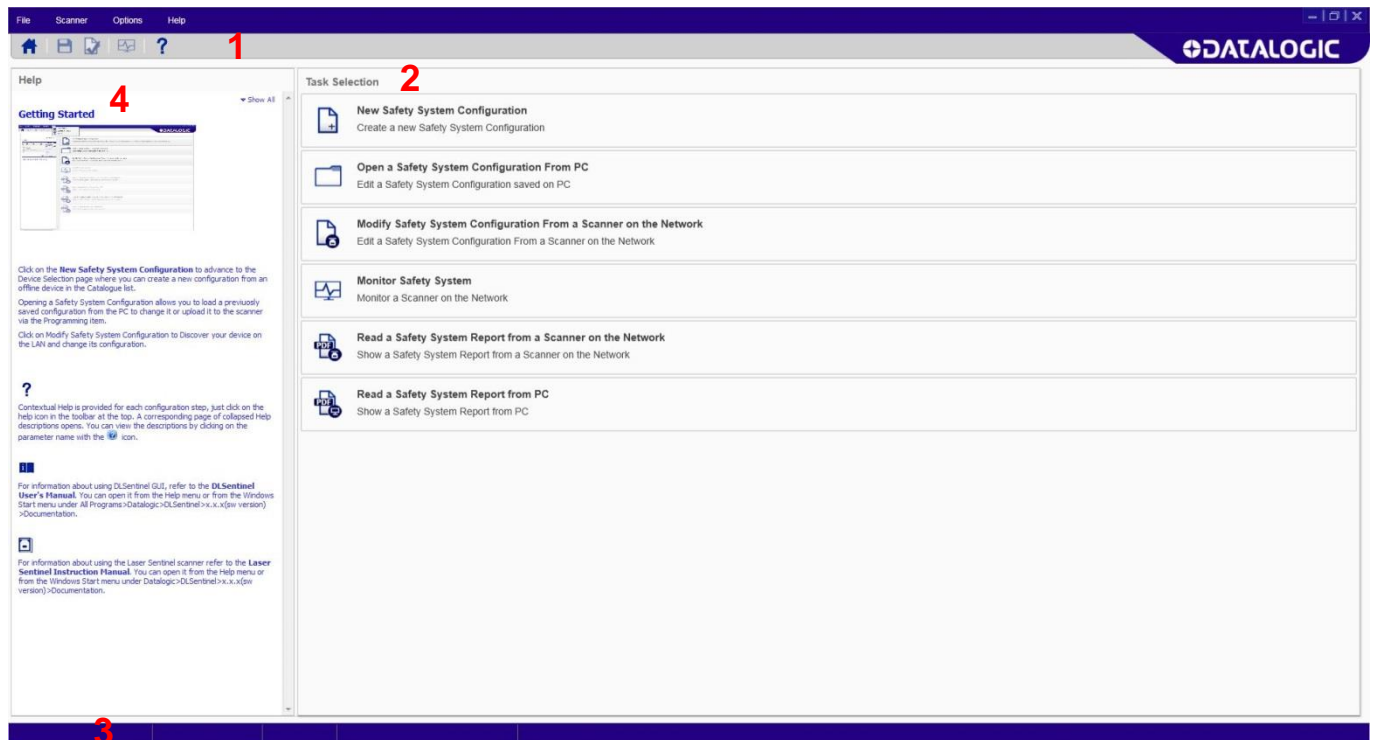 File Scanner Options Help
1
DATALOGIC
Help
4
Show All
Getting Started
Click on the New Safety System Configuration to advance to the
Device Selection page where you can create a new configuration from an
offline device in the Catalogue list.
Opening a Safety System Configuration allows you to load a previuosly
saved configuration from the PC to change it or upload it to the scanner
via the Programming item.
Click on Modify Safety System Configuration to Discover your device on
the LAN and change its configuration.
?
Contextual Help is provided for each configuration step, just click on the
help icon in the toolbar at the top. A corresponding page of collapsed Help
descriptions opens. You can view the descriptions by clicking on the
parameter name with the ? icon.
For information about using DLSentinel GUI, refer to the DLSentinel
User's Manual. You can open it from the Help menu or from the Windows
Start menu under All Programs>Datalogic>DLSentinel>x.x.x(sw version)
>Documentation.
For information about using the Laser Sentinel scanner refer to the Laser
Sentinel Instruction Manual. You can open it from the Help menu or
from the Windows Start menu under Datalogic>DLSentinel>x.x.x(sw
version)>Documentation.
Task Selection
2
New Safety System Configuration
Create a new Safety System Configuration
Open a Safety System Configuration From PC
Edit a Safety System Configuration saved on PC
Modify Safety System Configuration From a Scanner on the Network
Edit a Safety System Configuration From a Scanner on the Network
Monitor Safety System
Monitor a Scanner on the Network
PDF
Read a Safety System Report from a Scanner on the Network
Show a Safety System Report from a Scanner on the Network
PDF
Read a Safety System Report from PC
Show a Safety System Report from PC
3